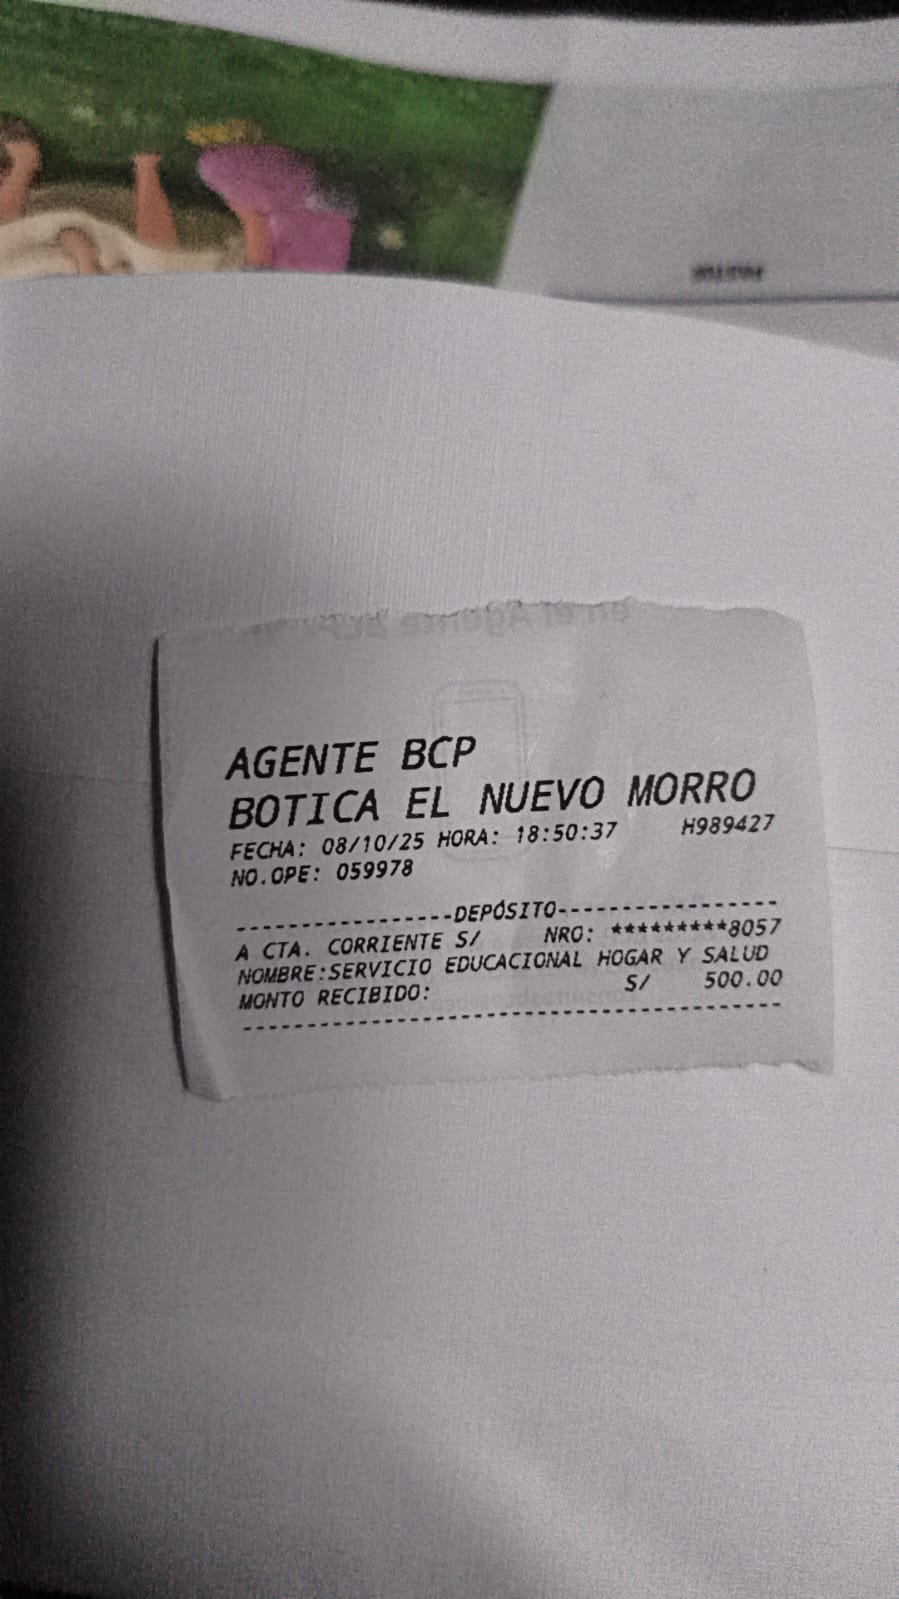 AGENTE BCP
BOTICA EL NUEVO MORRO
FECHA: 08/10/25 HORA: 18:50:37 H989427
NO.OPE: 059978
-----------------DEPÓSITO-----------------
A CTA. CORRIENTE S/ NRO: *********8057
NOMBRE:SERVICIO EDUCACIONAL HOGAR Y SALUD
MONTO RECIBIDO: S/ 500.00
------------------------------------------